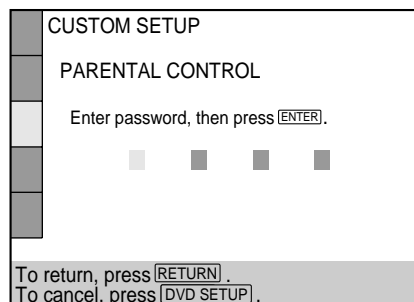 CUSTOM SETUP
PARENTAL CONTROL
Enter password, then press ENTER.
To return, press RETURN .
To cancel, press DVD SETUP .